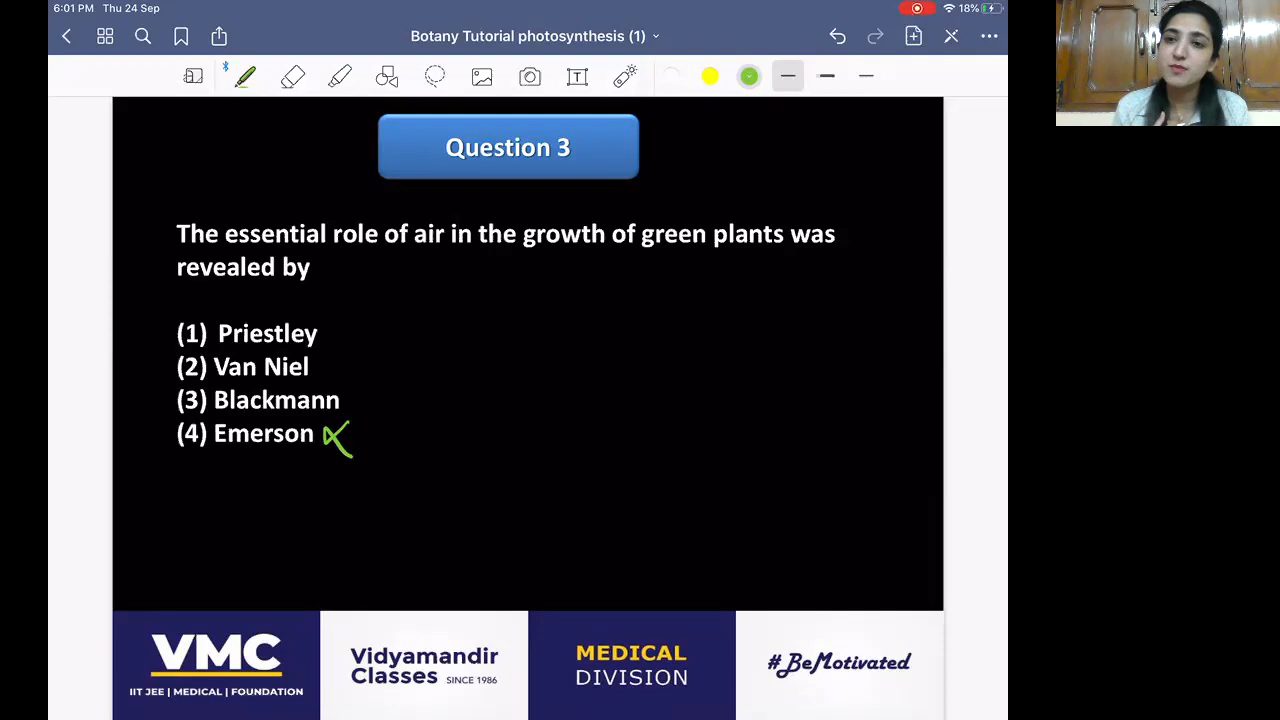 6:01 PM Thu 24 Sep
18%
Botany Tutorial photosynthesis (1)
T
Question 3
The essential role of air in the growth of green plants was
revealed by
(1) Priestley
(2) Van Niel
(3) Blackmann
(4) Emerson
VMC
IIT JEE | MEDICAL | FOUNDATION
Vidyamandir
Classes SINCE 1986
MEDICAL
DIVISION
#BeMotivated